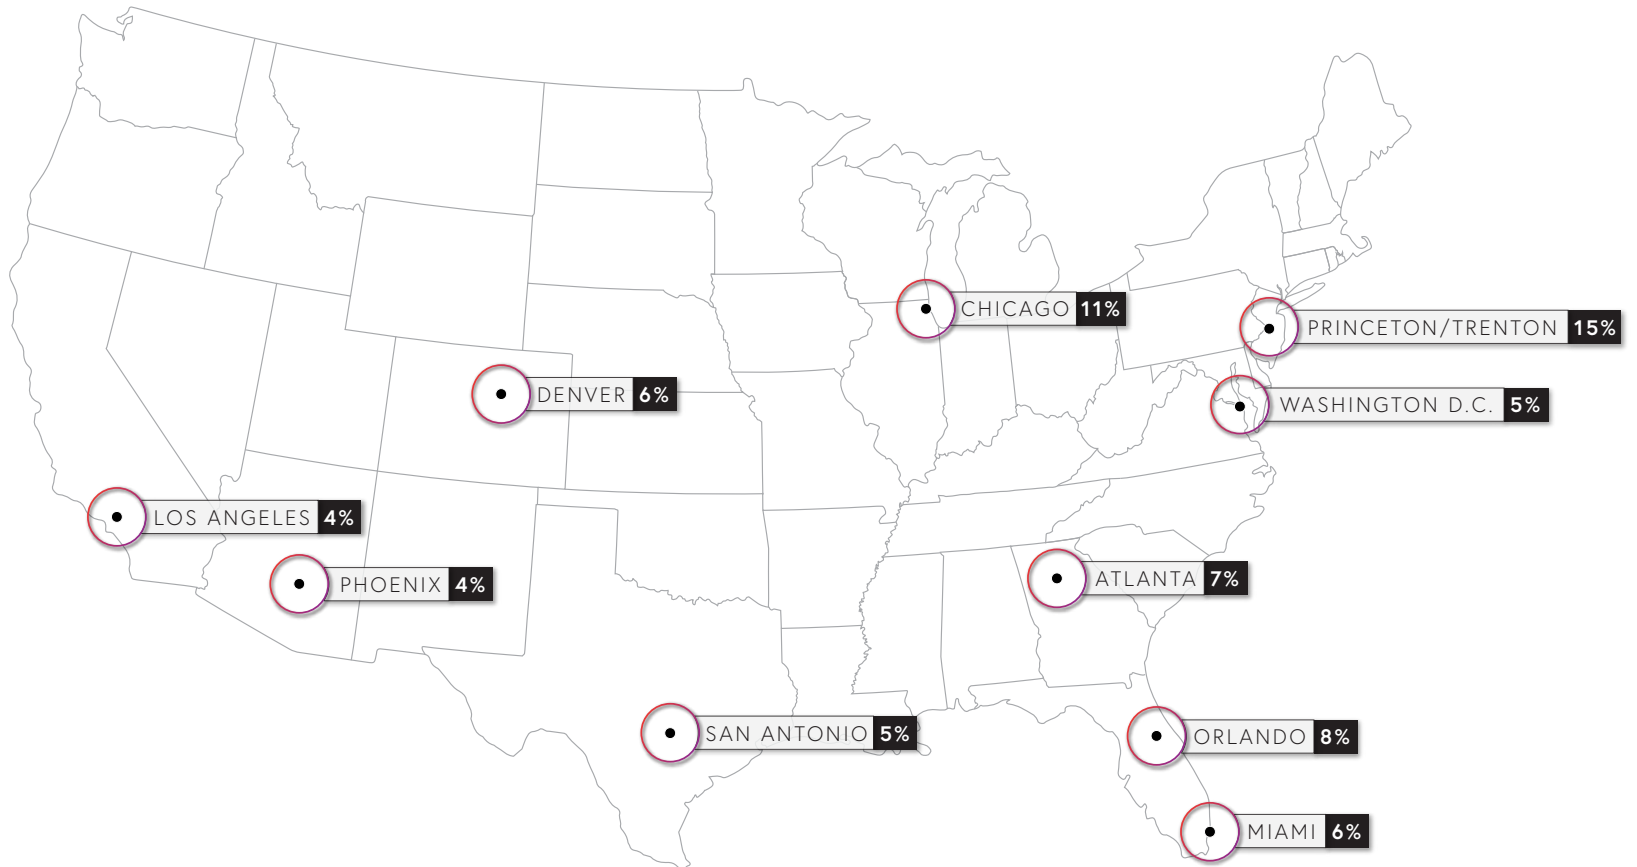 CHICAGO 11%
PRINCETON/TRENTON 15%
DENVER 6%
WASHINGTON D.C. 5%
LOS ANGELES 4%
PHOENIX 4%
ATLANTA 7%
SAN ANTONIO 5%
ORLANDO 8%
MIAMI 6%